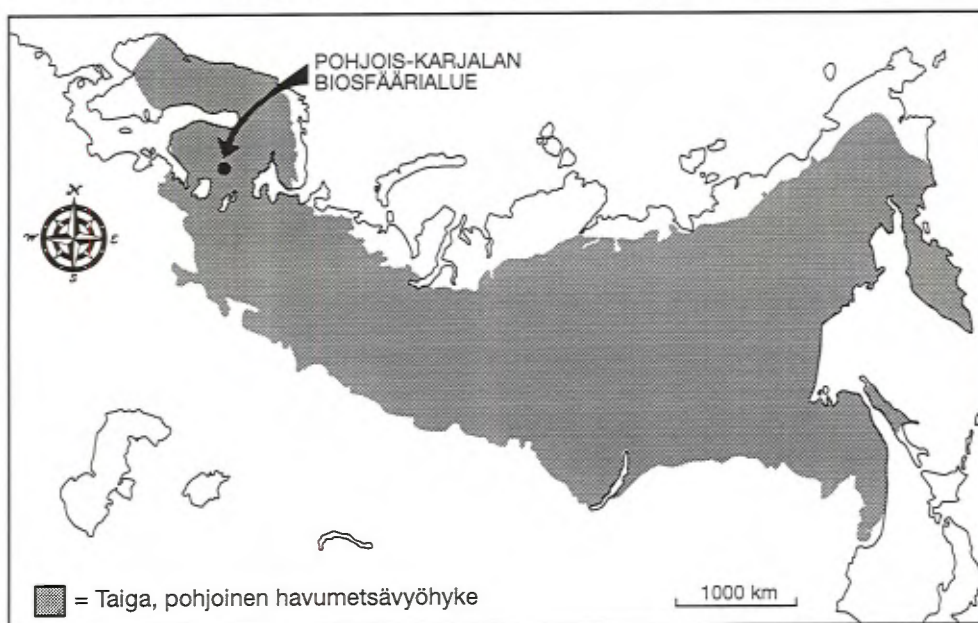 POHJOIS-KARJALAN
BIOSFÄÄRIALUE
N
W
E
S
= Taiga, pohjoinen havumetsävyöhyke
1000 km